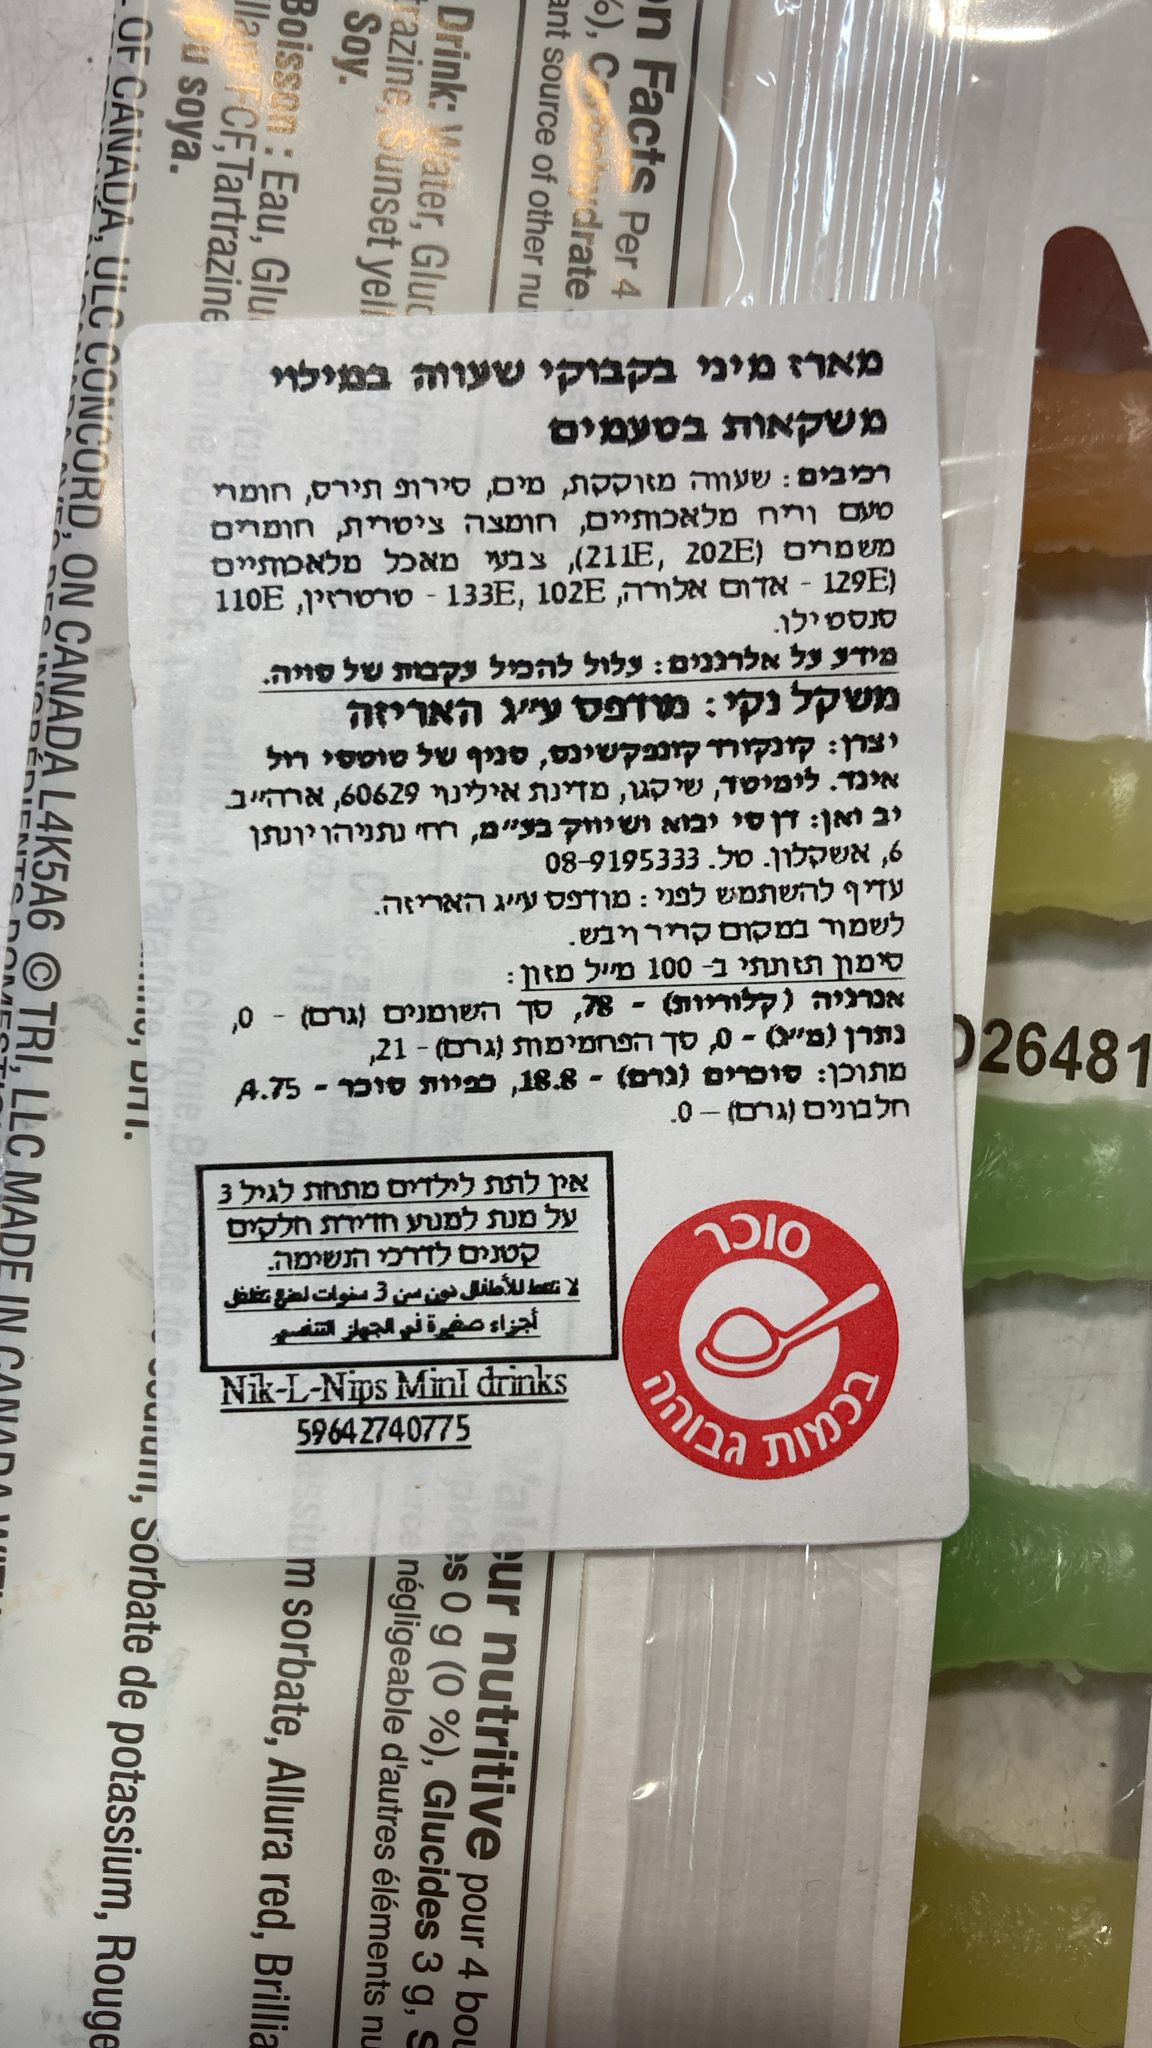 מארז מיני בקבוקי שעווה במילוי
משקאות בטעמים
רכיבים: שעווה מזוקקת, מים, סירופ תירס, חומרי
טעם וריח מלאכותיים, חומצה ציטרית, חומרים
משמרים (211E, 202E), צבעי מאכל מלאכותיים
(129E - אדום אלורה, 133E, 102E - טרטרזין, 110E
סנסט ילו.
מידע על אלרגנים: עלול להכיל עקבות של סויה.
משקל נקי: מודפס ע״ג האריזה
יצרן: קונקורד קונפקשינס, סניף של טוטסי רול
אינד. לימיטד, שיקגו, מדינת אילינוי 60629, ארה״ב
יבואן: דן סי יבוא ושיווק בע״מ, רח׳ נתניהו יונתן
6, אשקלון. טל. 08-9195333
עדיף להשתמש לפני: מודפס ע״ג האריזה.
לשמור במקום קריר ויבש.
סימון תזונתי ב- 100 מ״ל מזון:
אנרגיה (קלוריות) - 78, סך השומנים (גרם) - 0,
נתרן (מ״ג) - 0, סך הפחמימות (גרם) - 21,
מתוכן: סוכרים (גרם) - 18.8, כפיות סוכר - 4.75,
חלבונים (גרם) - 0.
אין לתת לילדים מתחת לגיל 3
על מנת למנוע חדירת חלקים
קטנים לדרכי הנשימה.
لا تعط للأطفال دون سن 3 سنوات لمنع تغلغل
أجزاء صغيرة في الجهاز التنفسي
Nik-L-Nips MinI drinks
59642740775
סוכר
בכמות גבוהה
on Facts Per 4
%), Carbohydrate 3
ant source of other nu
Drink: Water, Gluc
trazine, Sunset yell
Soy.
Boisson : Eau, Glu
FCF, Tartrazine
Du soya.
OF CANADA, ULC CONCORD, ON CANADA L4K5A6 © TRI, LLC MADE IN CANADA
Sorbate de potassium, Rouge
sorbate, Allura red, Brillia
eur nutritive pour 4 bou
0 g (0 %), Glucides 3 g, S
négligeable d'autres éléments nu
026481